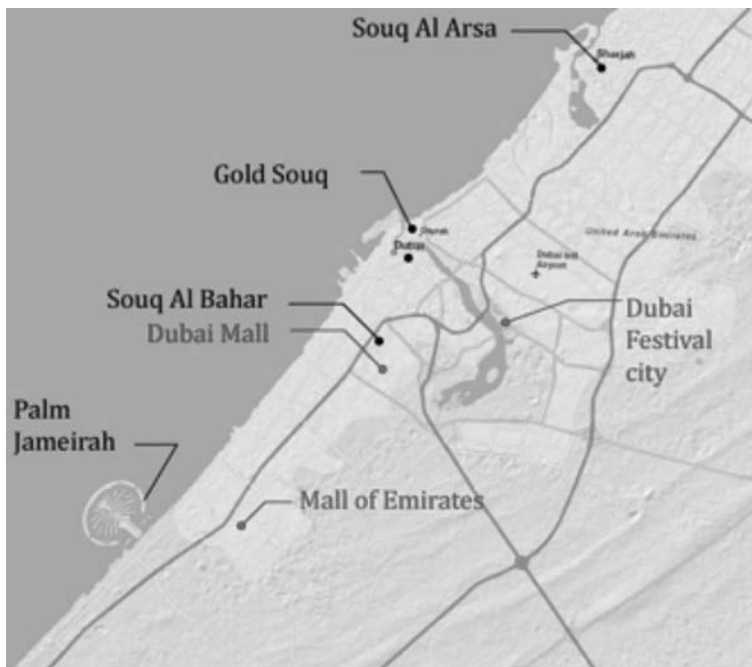 Souq Al Arsa
Sharjah
Gold Souq
Deirah
Dubai
United Arab Emirates
Dubai Intl
Airport
Souq Al Bahar
Dubai Mall
Dubai
Festival
city
Palm
Jameirah
Mall of Emirates